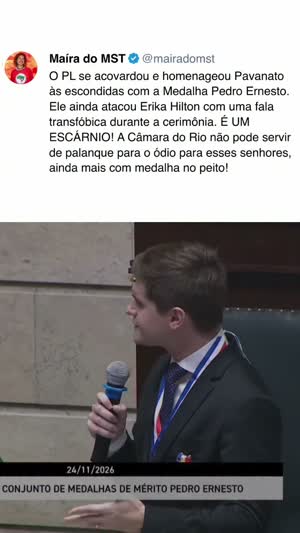 Maíra do MST @mairadomst
O PL se acovardou e homenageou Pavanato
às escondidas com a Medalha Pedro Ernesto.
Ele ainda atacou Erika Hilton com uma fala
transfóbica durante a cerimônia. É UM
ESCÁRNIO! A Câmara do Rio não pode servir
de palanque para o ódio para esses senhores,
ainda mais com medalha no peito!
24/11/2026
CONJUNTO DE MEDALHAS DE MÉRITO PEDRO ERNESTO